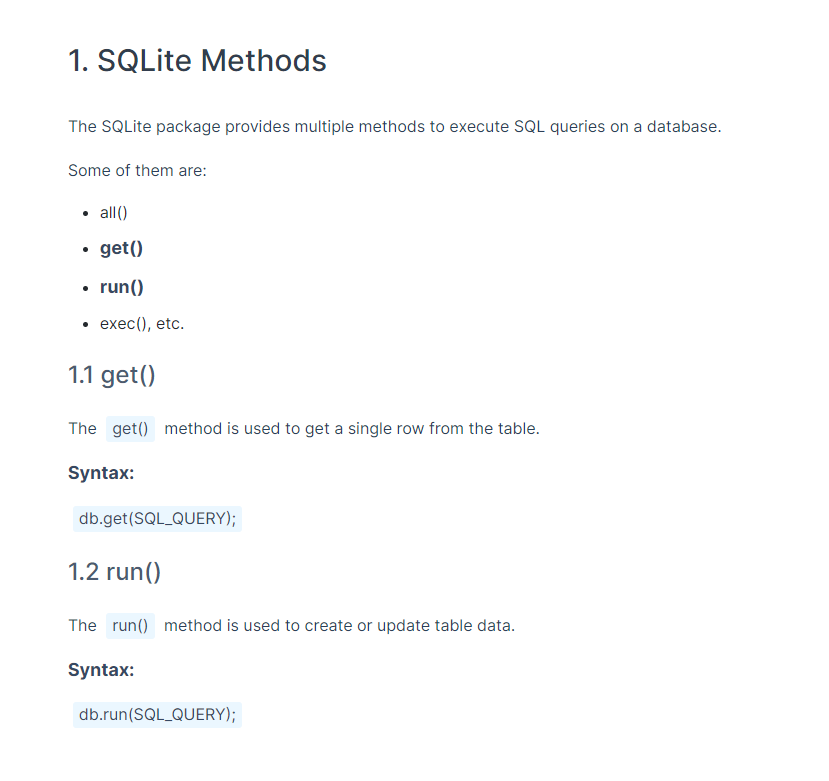 1. SQLite Methods
The SQLite package provides multiple methods to execute SQL queries on a database.
Some of them are:
• all()
• get()
• run()
• exec(), etc.
1.1 get()
The get() method is used to get a single row from the table.
Syntax:
db.get(SQL_QUERY);
1.2 run()
The run() method is used to create or update table data.
Syntax:
db.run(SQL_QUERY);